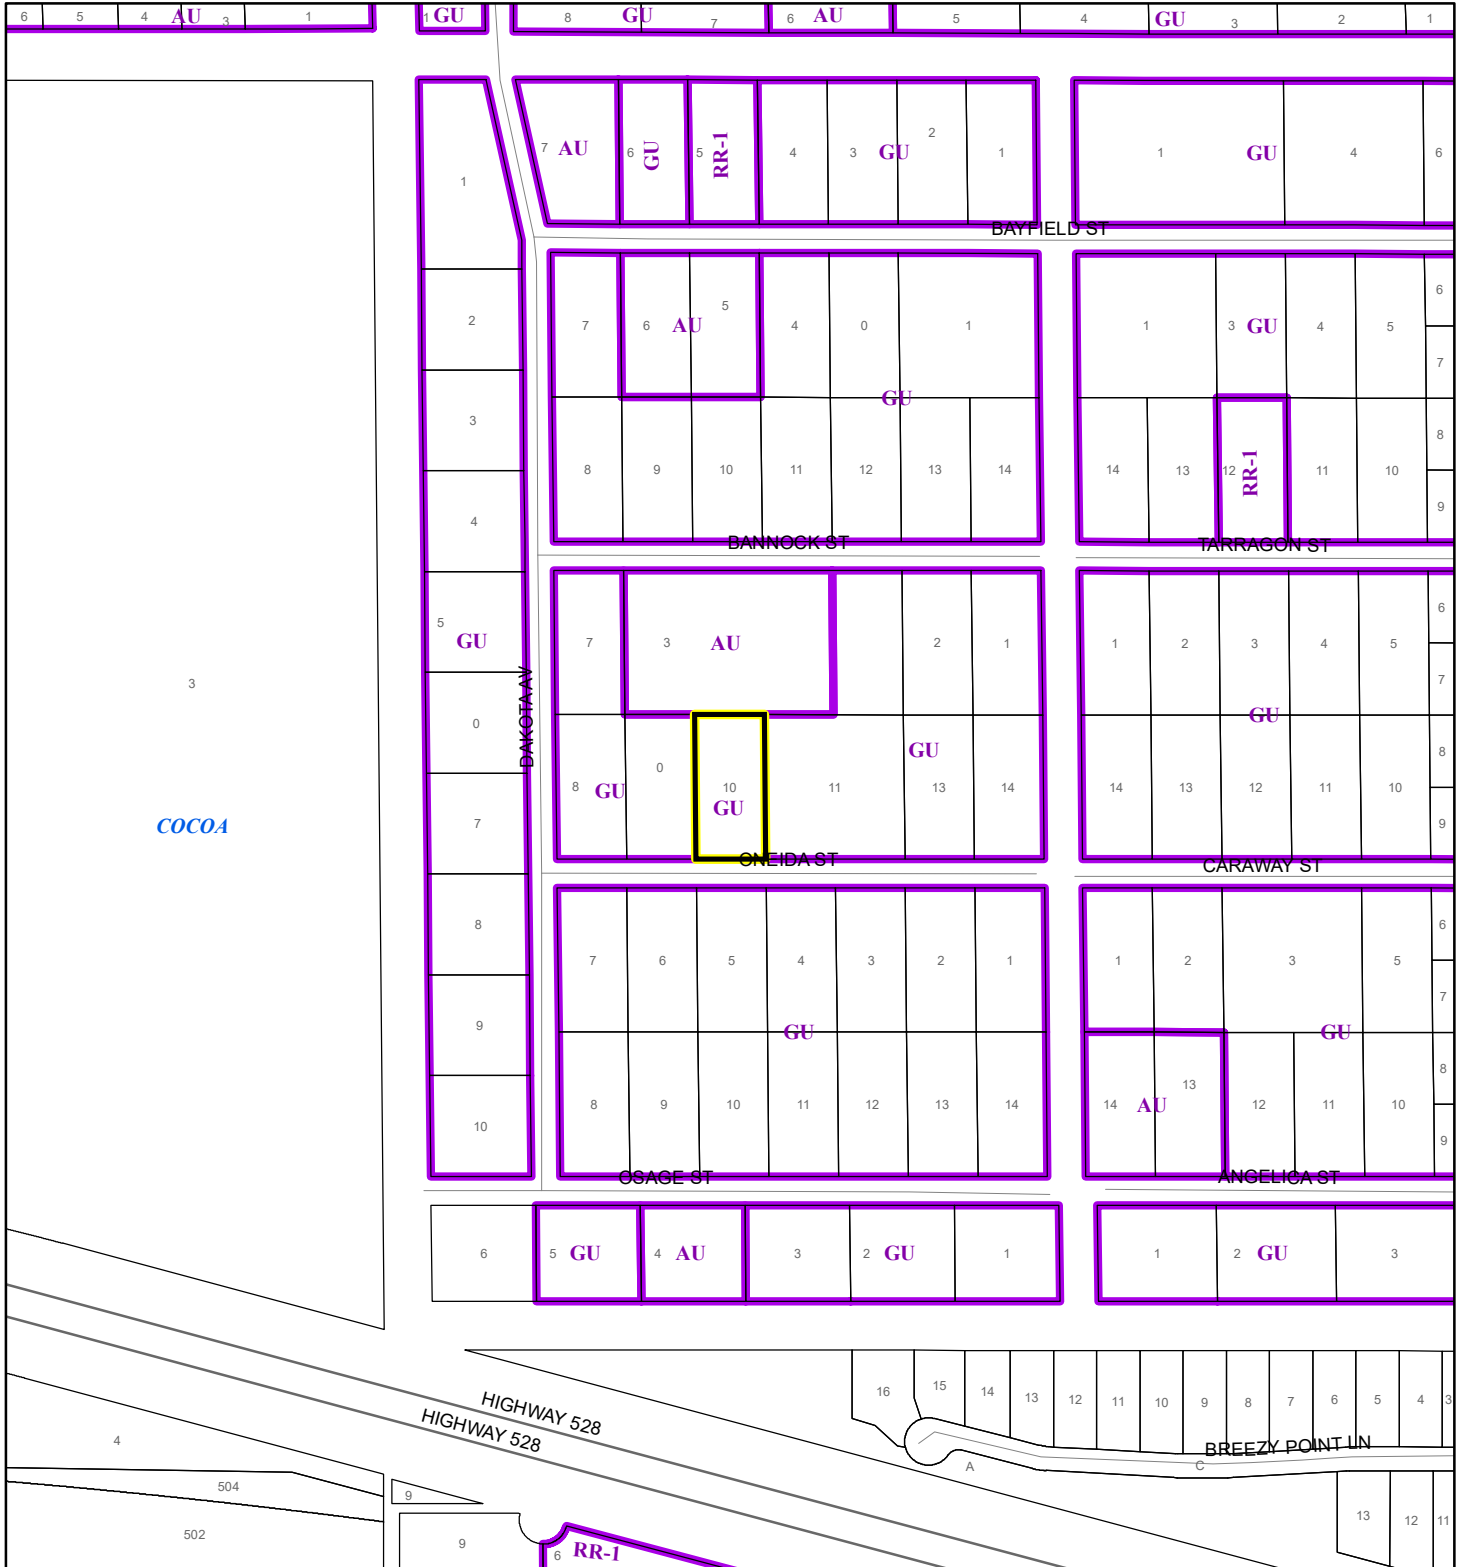 6 5 4 AU 3 1 1 GU 8 GU 7 6 AU 5 4 GU 3 2 1
1 7 AU 6 GU 5 RR-1 4 3 GU 2 1 1 GU 4 6
BAYFIELD ST
2 7 6 AU 5 4 0 1 1 3 GU 4 5 6
7
3 GU
8 9 10 11 12 13 14 14 13 12 RR-1 11 10 8
9
4
BANNOCK ST TARRAGON ST
5 GU 7 3 AU 2 1 1 2 3 4 5 6
7
3
DAKOTA AV
0 GU GU
8 GU 0 10 GU 11 13 14 14 13 12 11 10 8
9
COCOA
7
ONEIDA ST CARAWAY ST
8 7 6 5 4 3 2 1 1 2 3 5 6
7
9 GU GU
10 8 9 10 11 12 13 14 14 AU 13 12 11 10 8
9
OSAGE ST ANGELICA ST
6 5 GU 4 AU 3 2 GU 1 1 2 GU 3
HIGHWAY 528
HIGHWAY 528
16 15 14 13 12 11 10 9 8 7 6 5 4 3
BREEZY POINT LN
A C
4
504
502
9
9
6 RR-1
13 12 11